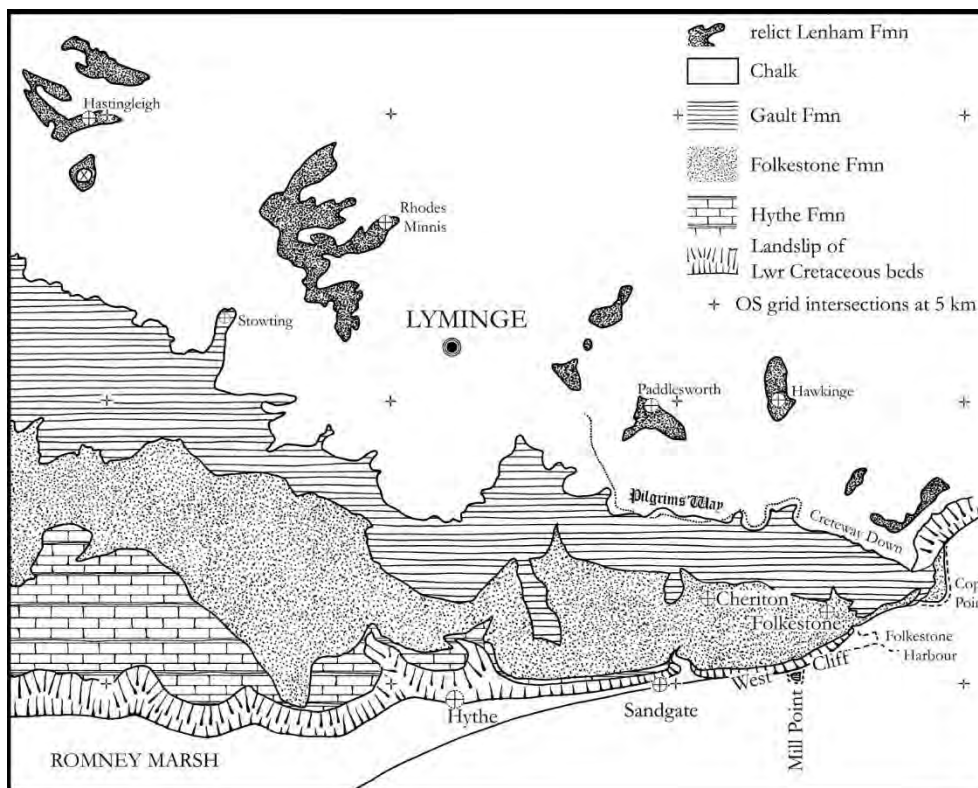 relict Lenham Fmn
Chalk
Gault Fmn
Folkestone Fmn
Hythe Fmn
Landslip of
Lwr Cretaceous beds
OS grid intersections at 5 km
Hastingleigh
Rhodes
Minnis
Stowting
LYMINGE
Paddlesworth
Hawkinge
Pilgrims Way
Creteway Down
Cop
Poin
Cheriton
Folkestone
Folkestone
Harbour
West Cliff
Mill Point
Sandgate
Hythe
ROMNEY MARSH